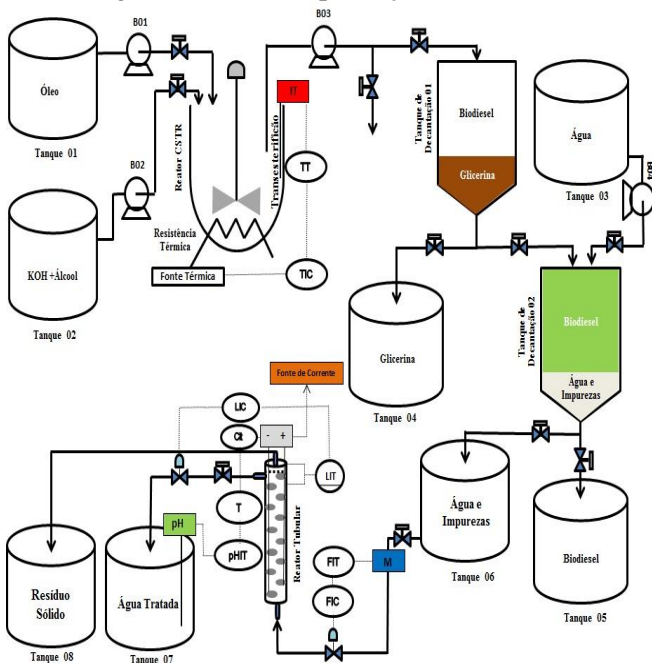 B01
Óleo
Tanque 01
B02
KOH +Álcool
Tanque 02
Reator CSTR
Transesterificão
IT
TT
TIC
Resistência
Térmica
Fonte Térmica
B03
Tanque de
Decantação 01
Biodiesel
Glicerina
Água
Tanque 03
B04
Glicerina
Tanque 04
Tanque de
Decantação 02
Biodiesel
Água e
Impurezas
Fonte de Corrente
LIC
CIt
- +
LIT
T
pH
pHIT
Reator Tubular
FIT
FIC
M
Água e
Impurezas
Tanque 06
Biodiesel
Tanque 05
Resíduo
Sólido
Tanque 08
Água Tratada
Tanque 07